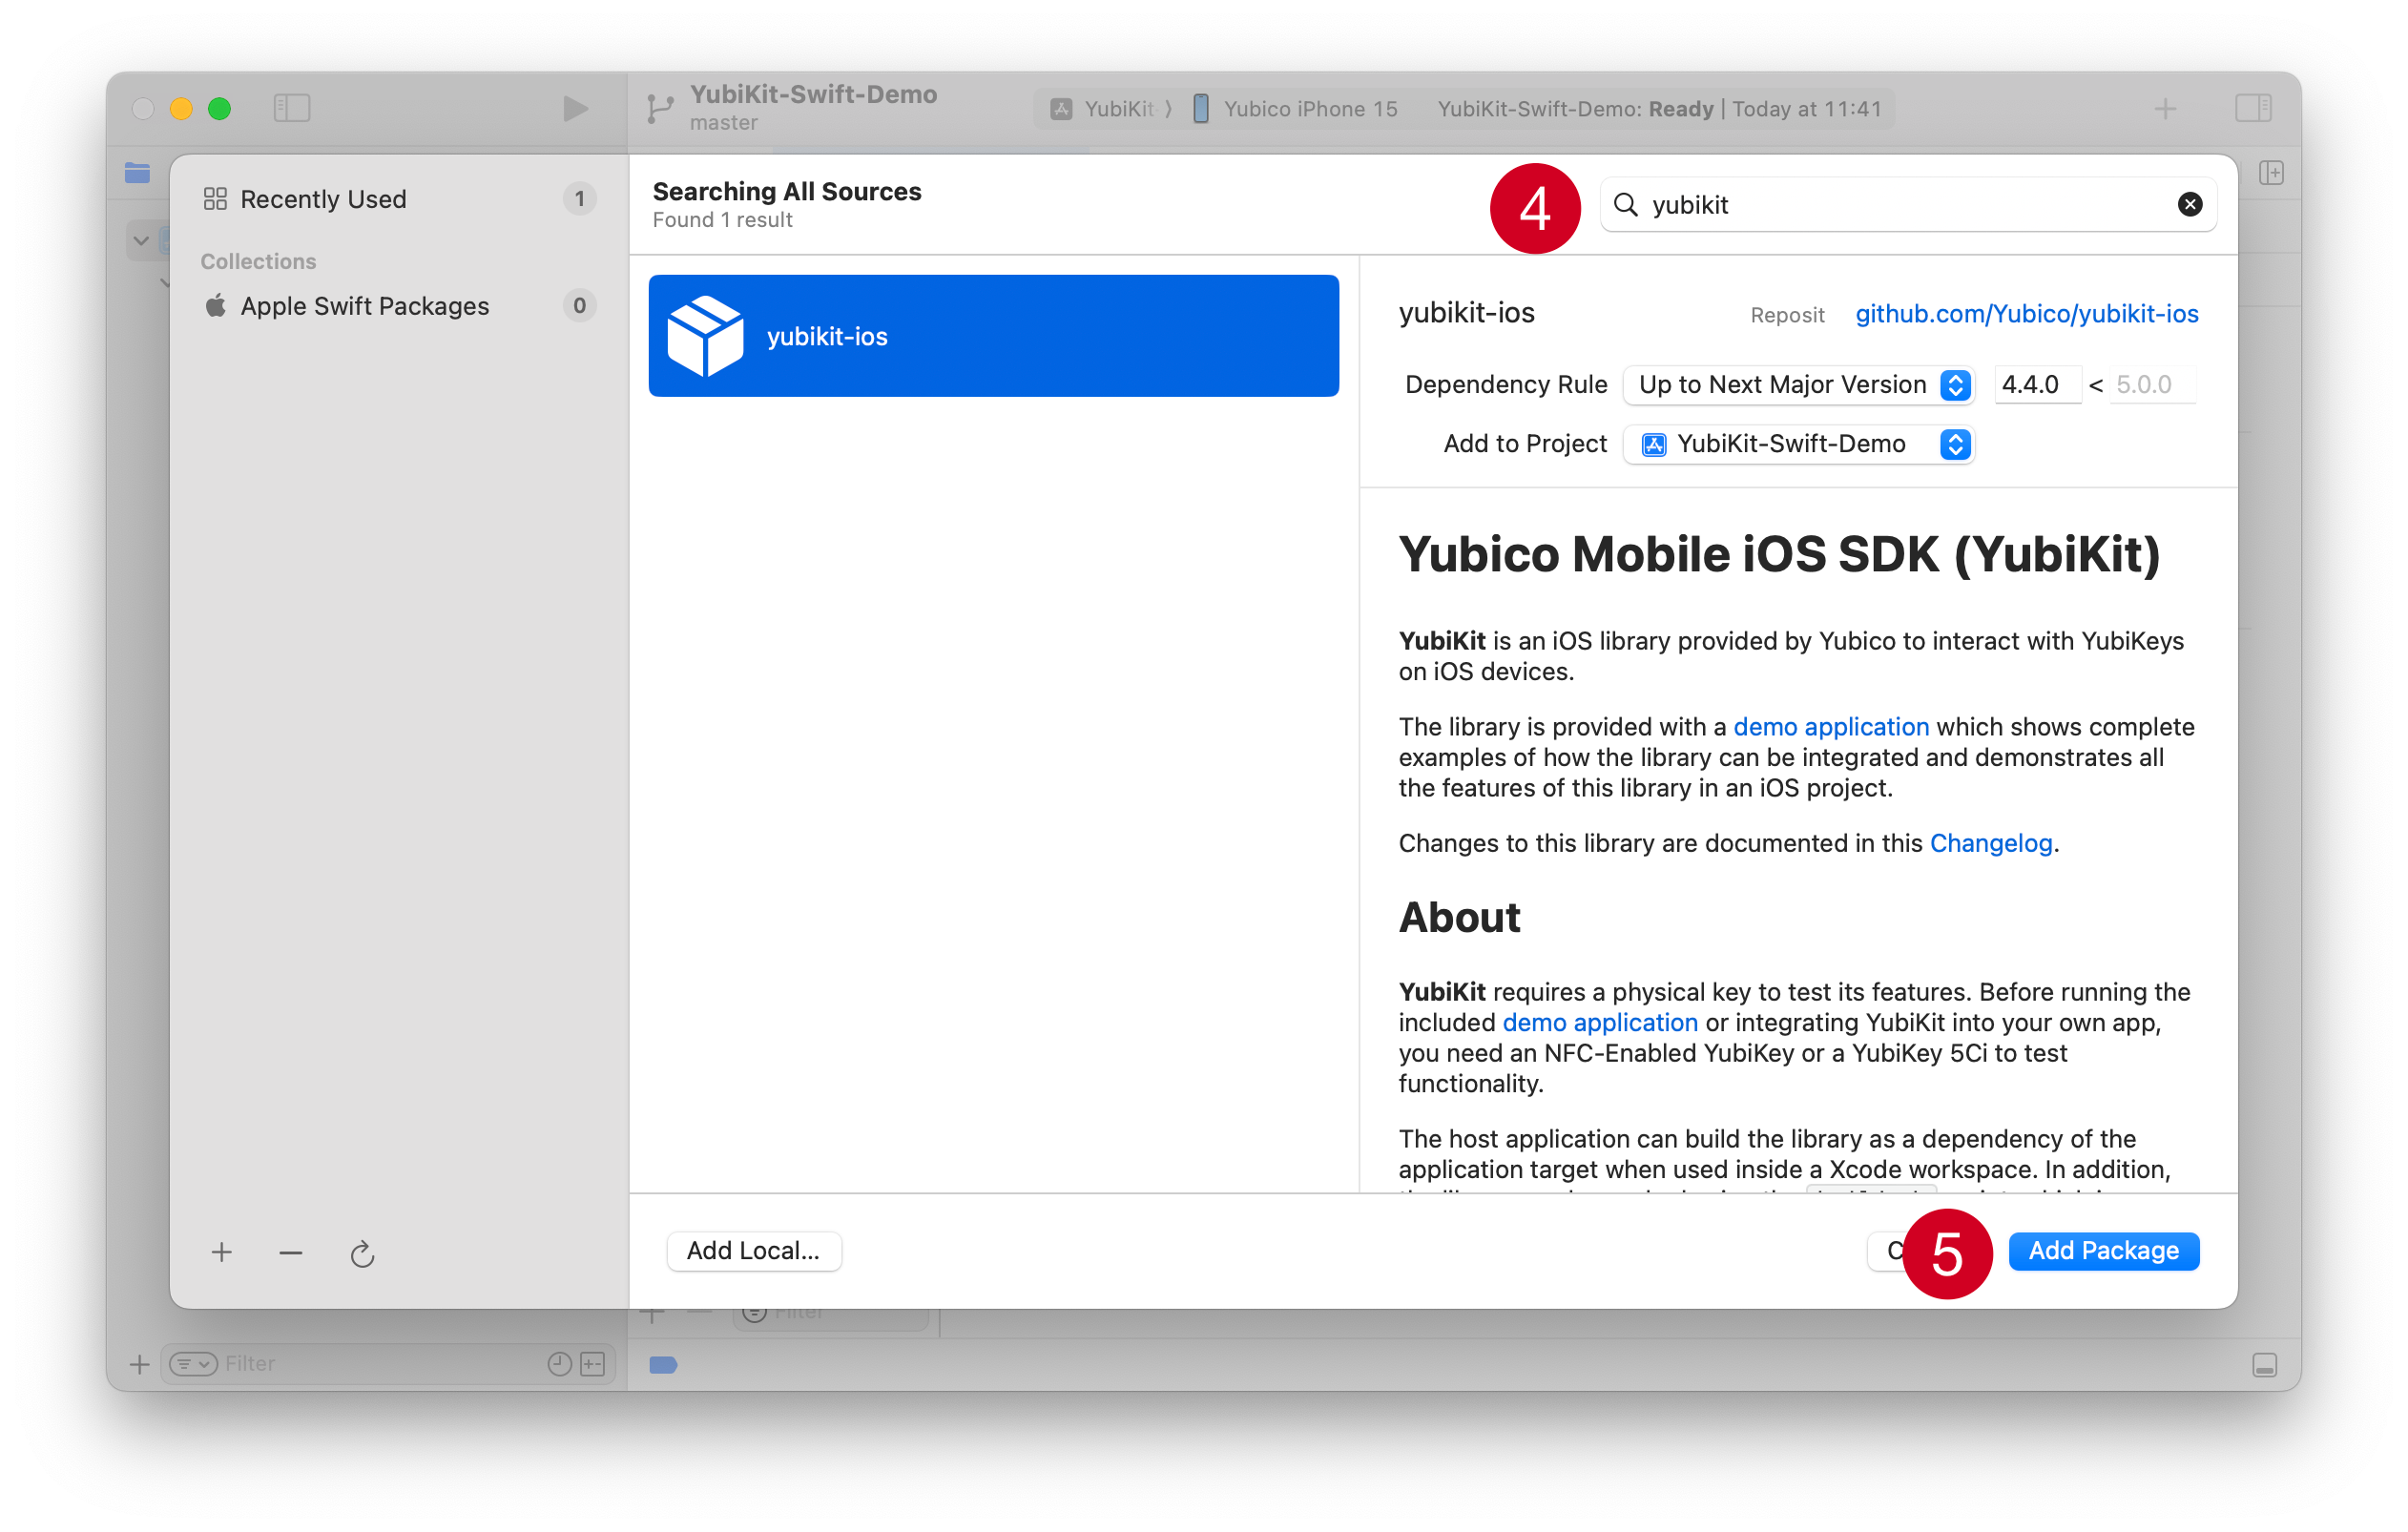 YubiKit-Swift-Demo
master
YubiKit
Yubico iPhone 15
YubiKit-Swift-Demo: Ready | Today at 11:41
Recently Used 1
Collections
Apple Swift Packages 0
Searching All Sources
Found 1 result
4
yubikit
yubikit-ios
yubikit-ios
Reposit github.com/Yubico/yubikit-ios
Dependency Rule Up to Next Major Version 4.4.0 < 5.0.0
Add to Project YubiKit-Swift-Demo
Yubico Mobile iOS SDK (YubiKit)
YubiKit is an iOS library provided by Yubico to interact with YubiKeys
on iOS devices.
The library is provided with a demo application which shows complete
examples of how the library can be integrated and demonstrates all
the features of this library in an iOS project.
Changes to this library are documented in this Changelog.
About
YubiKit requires a physical key to test its features. Before running the
included demo application or integrating YubiKit into your own app,
you need an NFC-Enabled YubiKey or a YubiKey 5Ci to test
functionality.
The host application can build the library as a dependency of the
application target when used inside a Xcode workspace. In addition,
Add Local...
C
5
Add Package
Filter
Filter